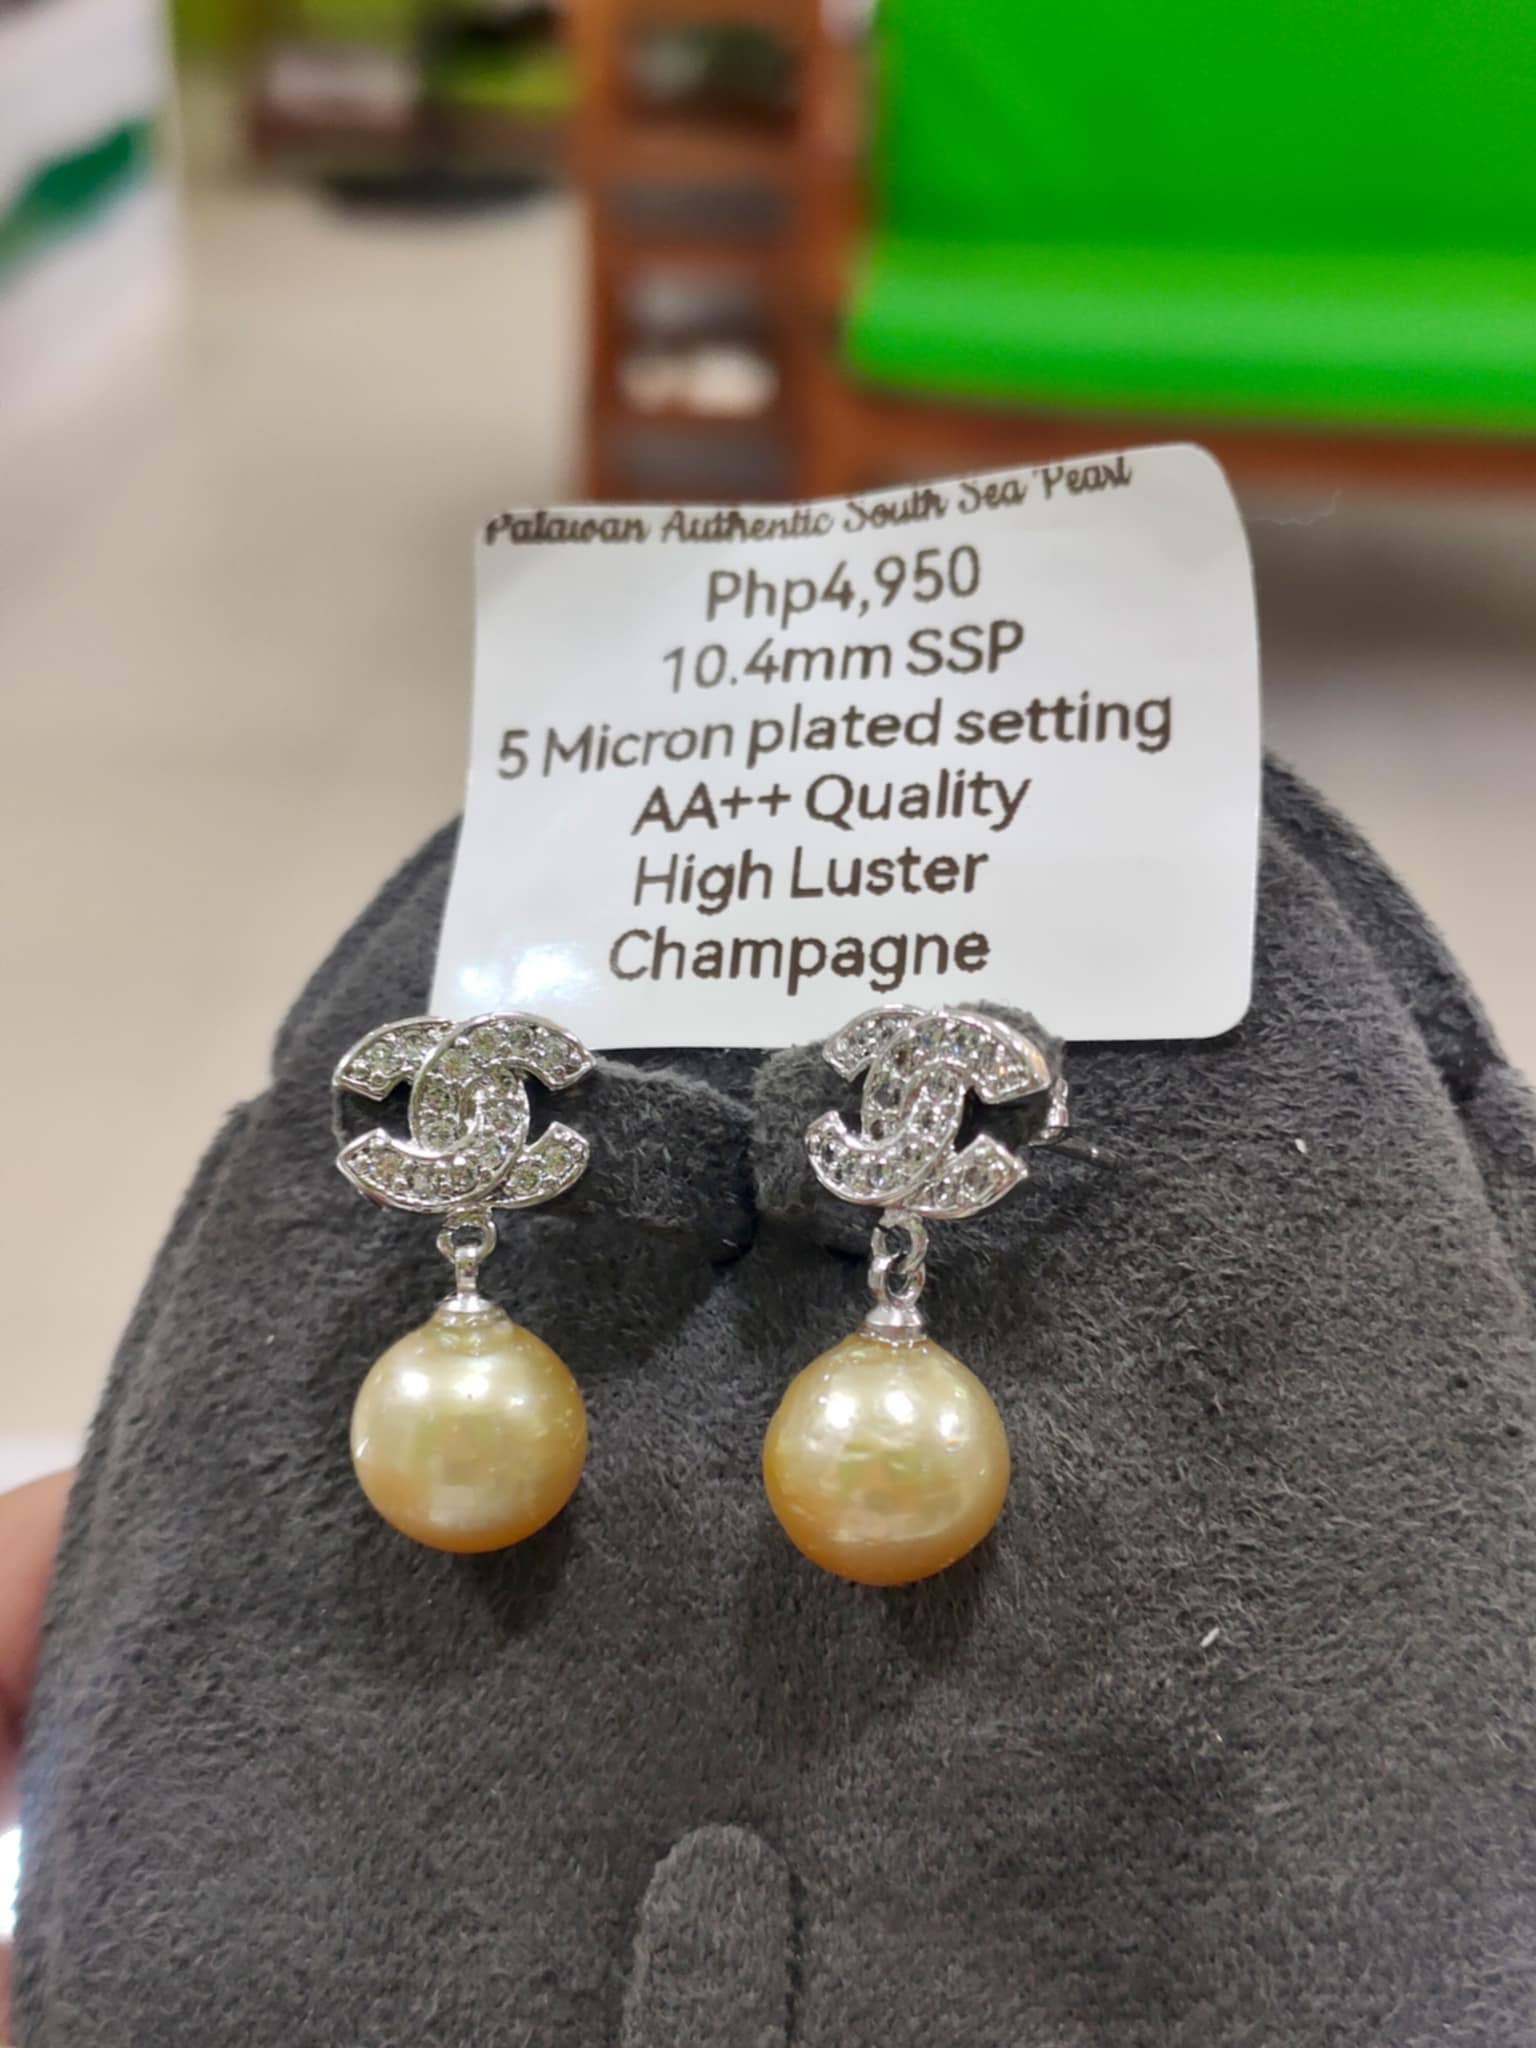 Palawan Authentic South Sea Pearl
Php4,950
10.4mm SSP
5 Micron plated setting
AA++ Quality
High Luster
Champagne